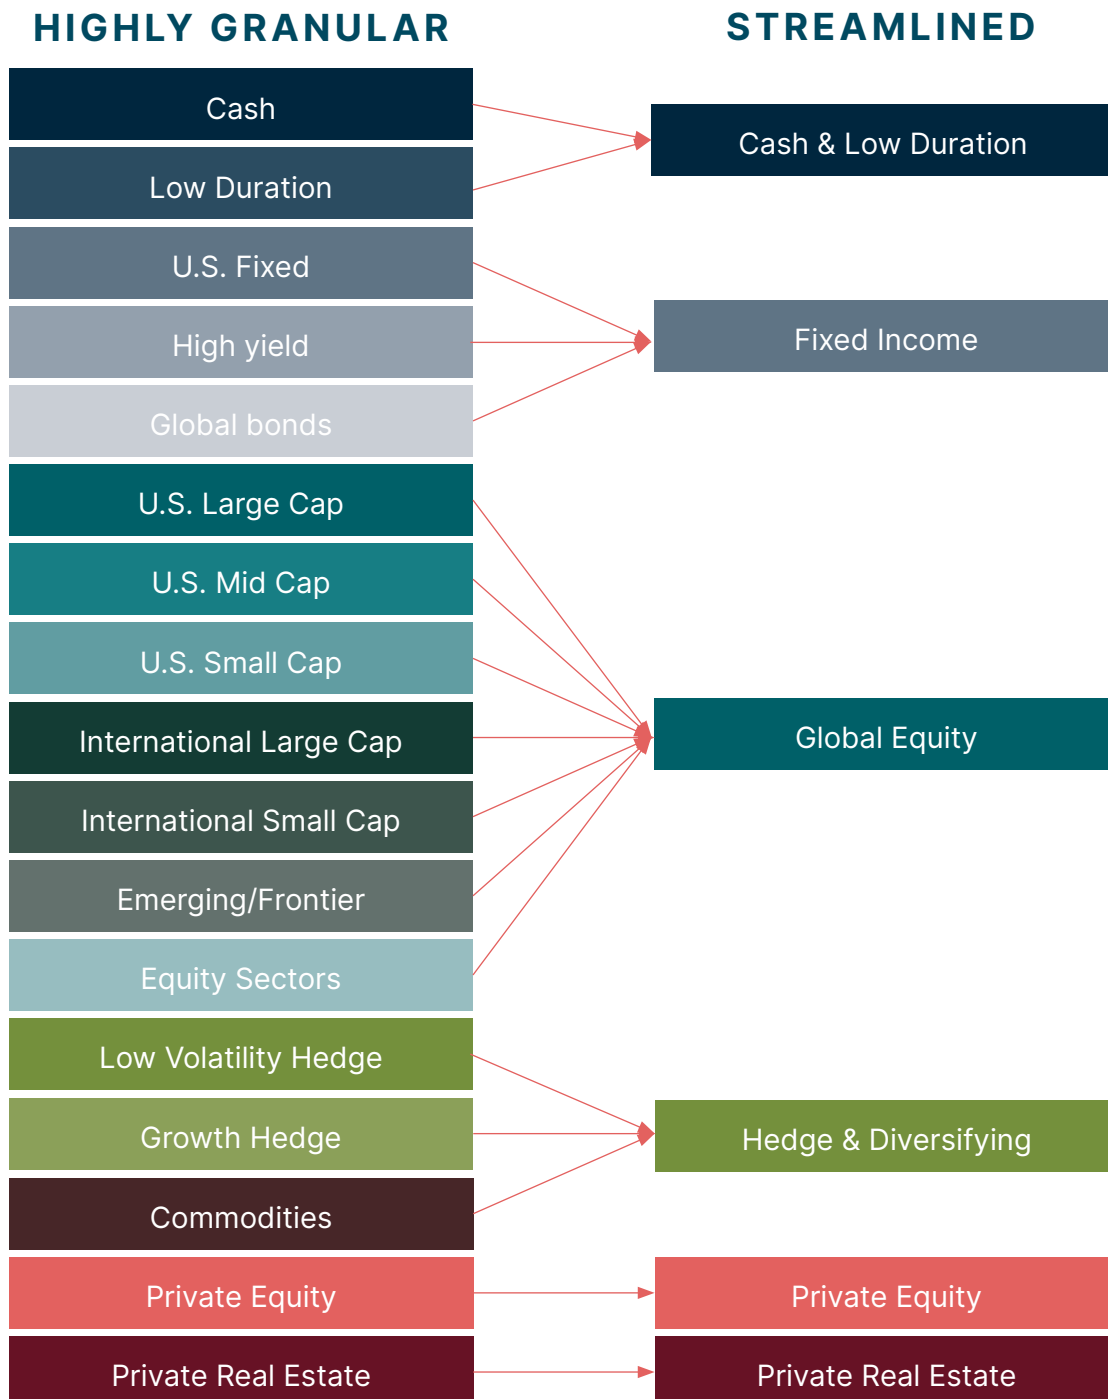 HIGHLY GRANULAR
Cash
Low Duration
U.S. Fixed
High yield
Global bonds
U.S. Large Cap
U.S. Mid Cap
U.S. Small Cap
International Large Cap
International Small Cap
Emerging/Frontier
Equity Sectors
Low Volatility Hedge
Growth Hedge
Commodities
Private Equity
Private Real Estate
STREAMLINED
Cash & Low Duration
Fixed Income
Global Equity
Hedge & Diversifying
Private Equity
Private Real Estate